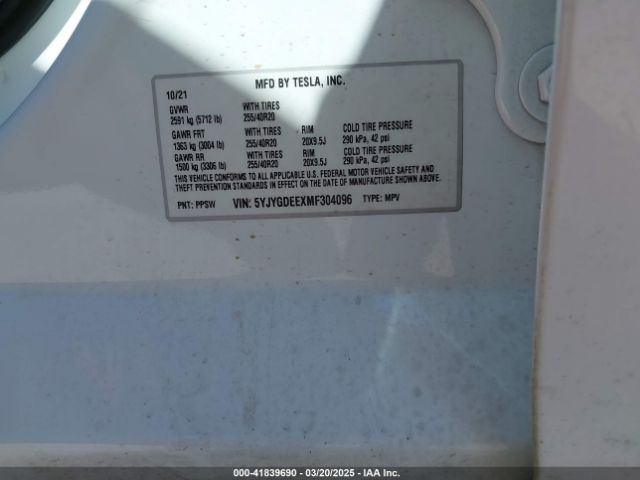 MFD BY TESLA, INC.
10/21
GVWR WITH TIRES
2591 kg (5712 lb) 255/40R20
GAWR FRT WITH TIRES RIM COLD TIRE PRESSURE
1363 kg (3004 lb) 255/40R20 20X9.5J 290 kPa, 42 psi
GAWR RR WITH TIRES RIM COLD TIRE PRESSURE
1500 kg (3306 lb) 255/40R20 20X9.5J 290 kPa, 42 psi
THIS VEHICLE CONFORMS TO ALL APPLICABLE U.S. FEDERAL MOTOR VEHICLE SAFETY AND
THEFT PREVENTION STANDARDS IN EFFECT ON THE DATE OF MANUFACTURE SHOWN ABOVE.
PNT: PPSW VIN: 5YJYGDEEXMF304096 TYPE: MPV
000-41839690 — 03/20/2025 — IAA Inc.